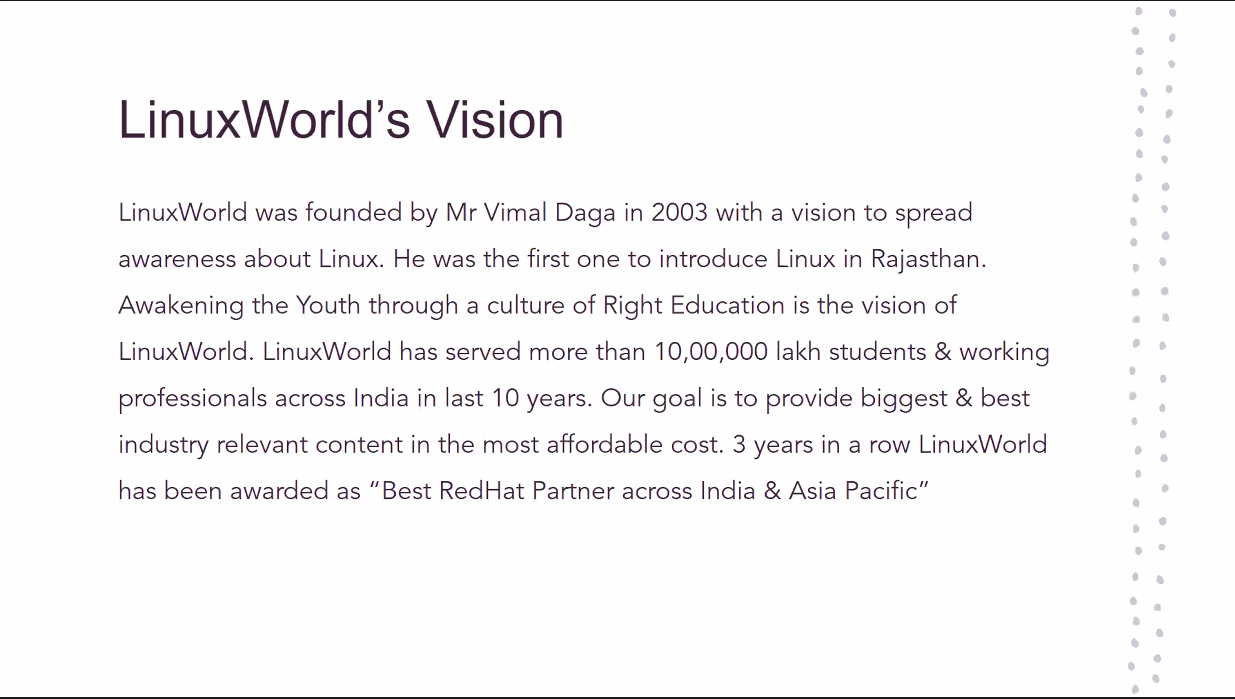 LinuxWorld’s Vision
LinuxWorld was founded by Mr Vimal Daga in 2003 with a vision to spread
awareness about Linux. He was the first one to introduce Linux in Rajasthan.
Awakening the Youth through a culture of Right Education is the vision of
LinuxWorld. LinuxWorld has served more than 10,00,000 lakh students & working
professionals across India in last 10 years. Our goal is to provide biggest & best
industry relevant content in the most affordable cost. 3 years in a row LinuxWorld
has been awarded as “Best RedHat Partner across India & Asia Pacific”